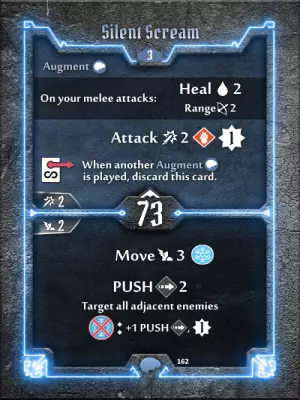 Silent Scream
3
Augment
On your melee attacks:
Heal 2
Range 2
Attack 2 1
When another Augment
is played, discard this card.
S
2
73
2
Move 3
PUSH 2
Target all adjacent enemies
: +1 PUSH , 1
162